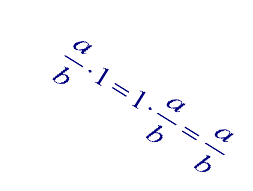 a/b · 1 = 1 · a/b = a/b